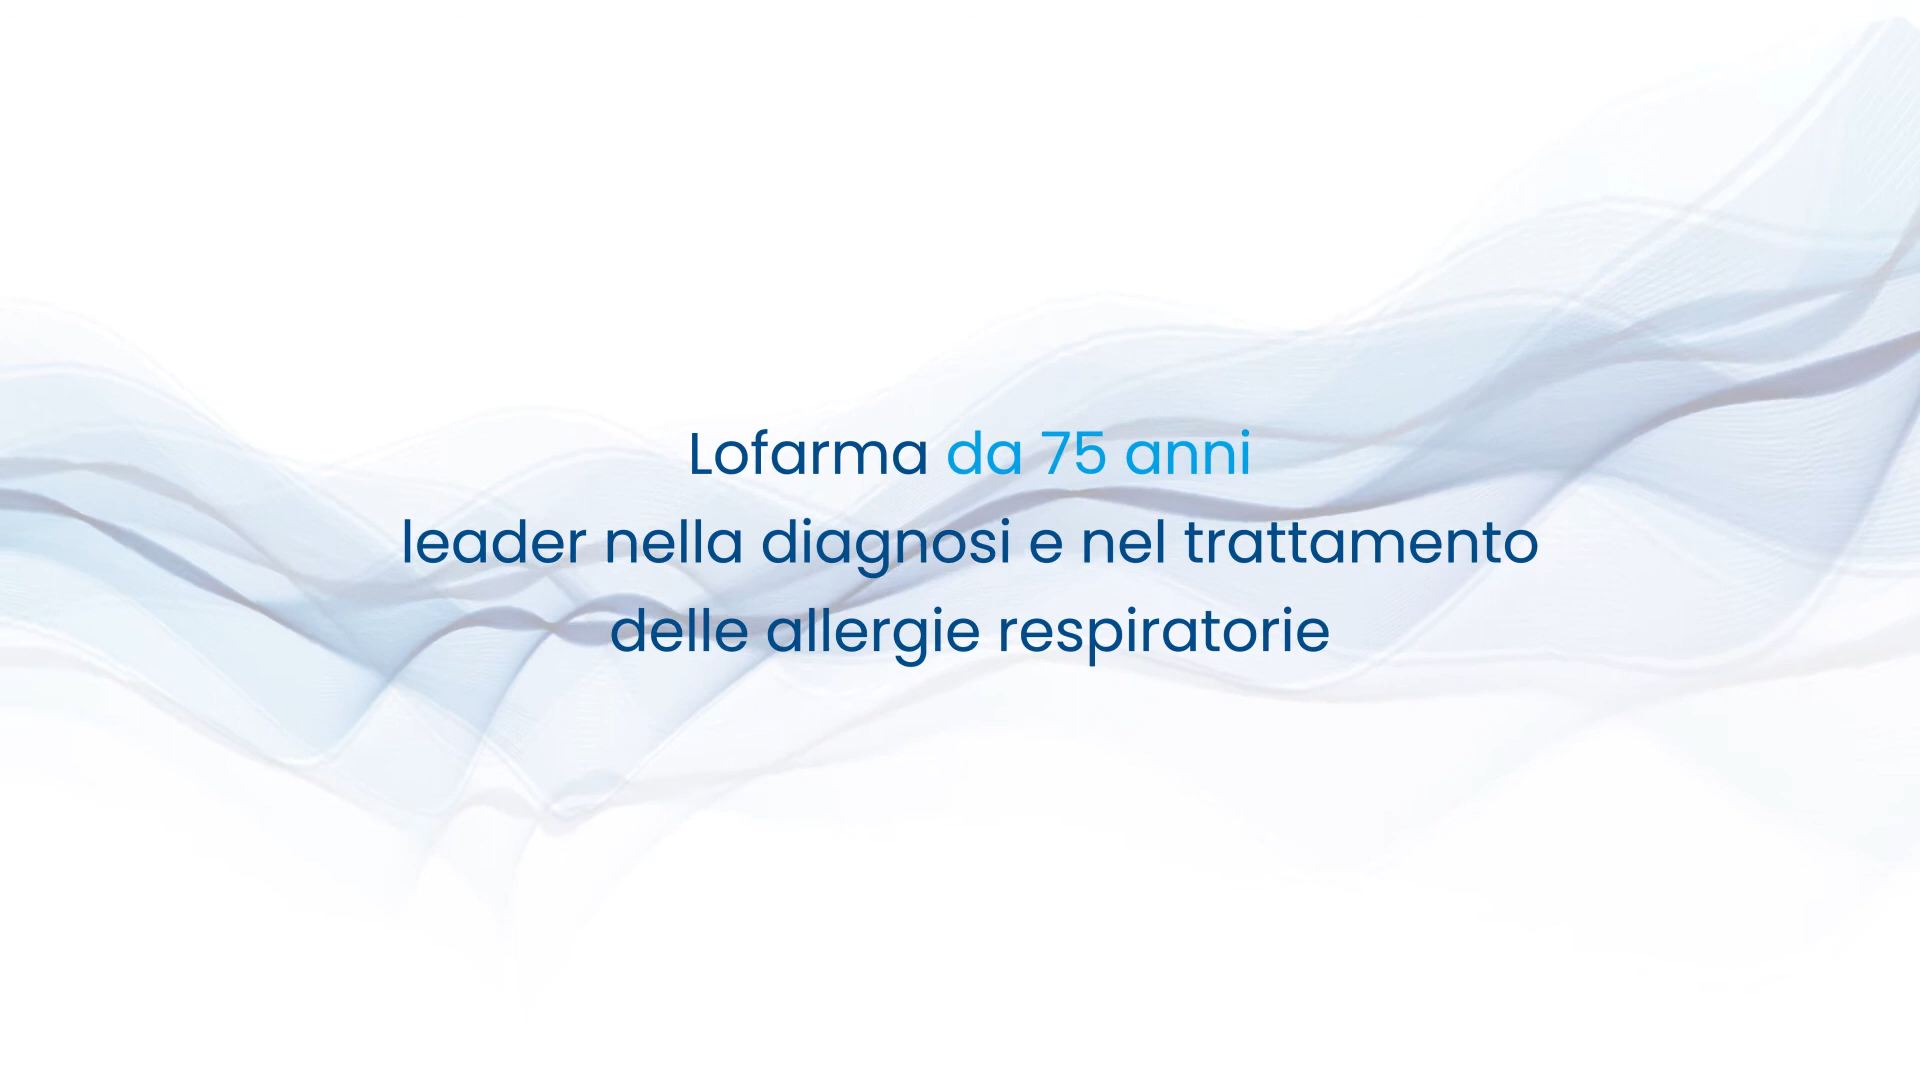 Lofarma da 75 anni
leader nella diagnosi e nel trattamento
delle allergie respiratorie